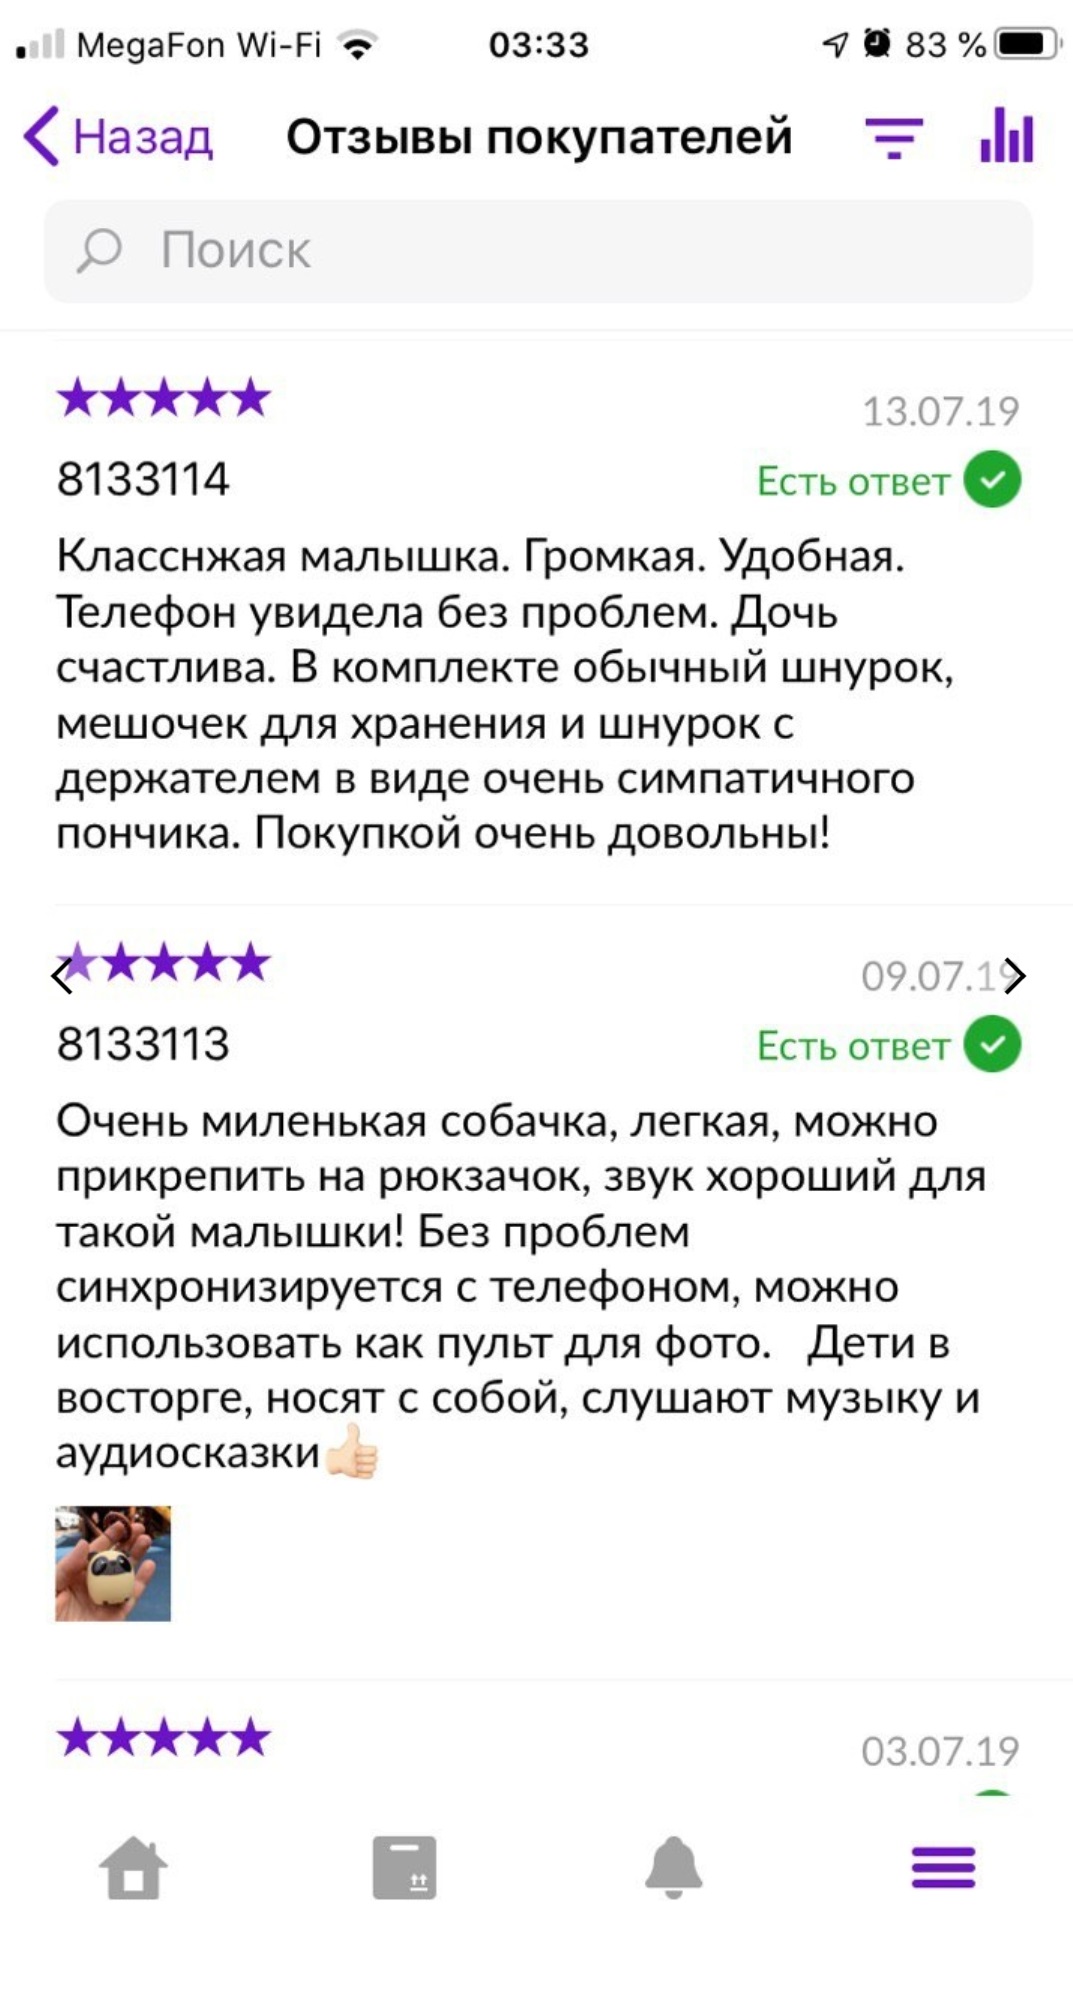 MegaFon Wi-Fi 03:33 83 %
Назад Отзывы покупателей
Поиск
13.07.19
8133114 Есть ответ
Класснжая малышка. Громкая. Удобная.
Телефон увидела без проблем. Дочь
счастлива. В комплекте обычный шнурок,
мешочек для хранения и шнурок с
держателем в виде очень симпатичного
пончика. Покупкой очень довольны!
09.07.19
8133113 Есть ответ
Очень миленькая собачка, легкая, можно
прикрепить на рюкзачок, звук хороший для
такой малышки! Без проблем
синхронизируется с телефоном, можно
использовать как пульт для фото. Дети в
восторге, носят с собой, слушают музыку и
аудиосказки👍🏻
03.07.19